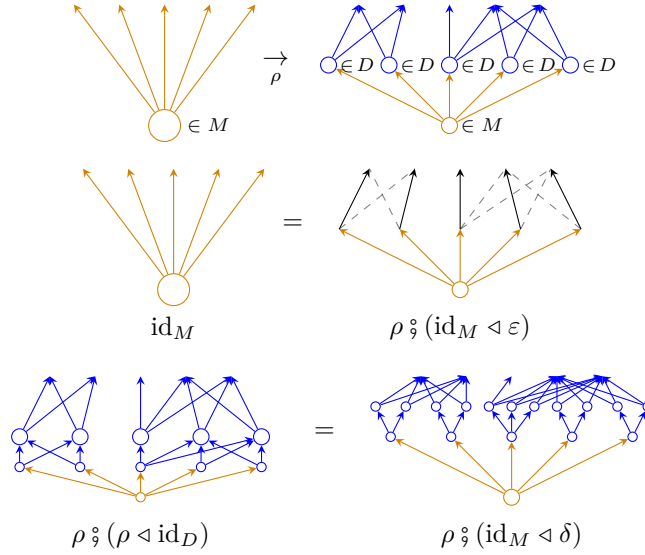 ∈ M → ρ ∈ D ∈ D ∈ D ∈ D ∈ D
∈ M
=
id_M ρ ⨟ (id_M ◁ ε)
=
ρ ⨟ (ρ ◁ id_D) ρ ⨟ (id_M ◁ δ)